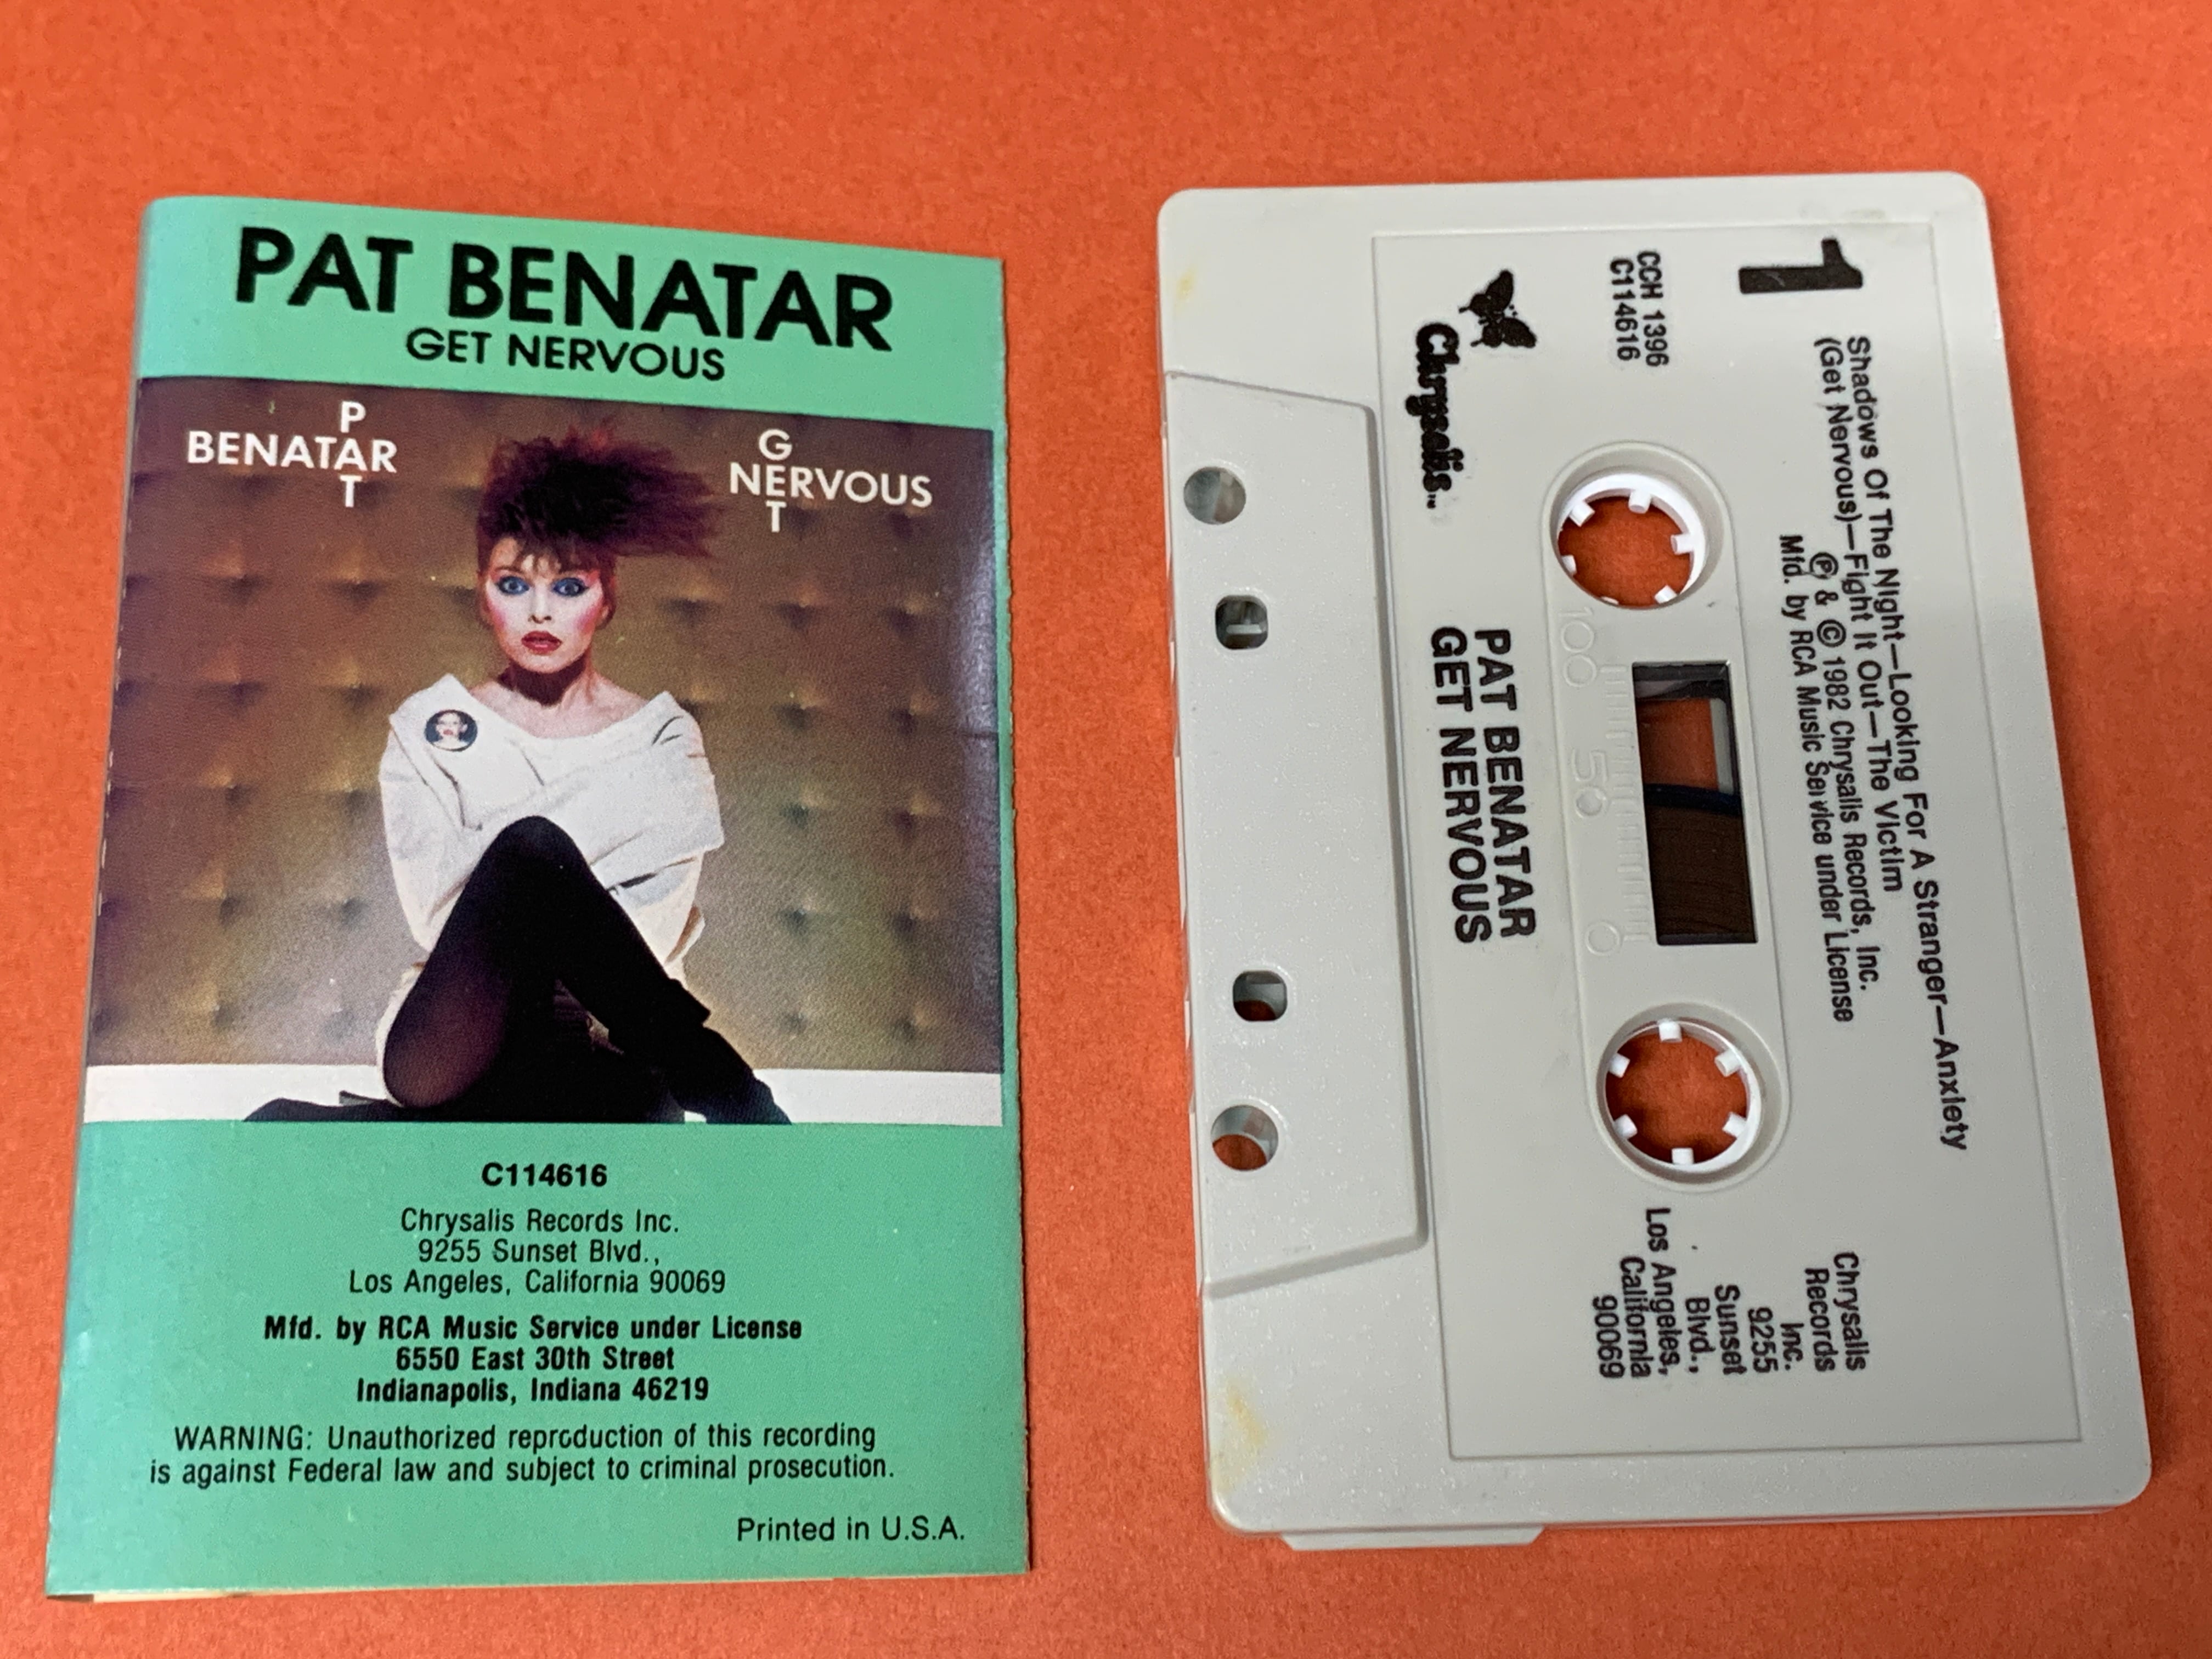 PAT BENATAR
GET NERVOUS
PAT
BENATAR
GET
NERVOUS
C114616
Chrysalis Records Inc.
9255 Sunset Blvd.,
Los Angeles, California 90069
Mfd. by RCA Music Service under License
6550 East 30th Street
Indianapolis, Indiana 46219
WARNING: Unauthorized reproduction of this recording
is against Federal law and subject to criminal prosecution.
Printed in U.S.A.
1
Shadows Of The Night—Looking For A Stranger—Anxiety
(Get Nervous)—Fight It Out—The Victim
℗ & © 1982 Chrysalis Records, Inc.
Mfd. by RCA Music Service under License
CCH 1396
C114616
Chrysalis
Records
Inc.
9255
Sunset
Blvd.,
Los Angeles,
California
90069
100 50 0
PAT BENATAR
GET NERVOUS
Chrysalis™